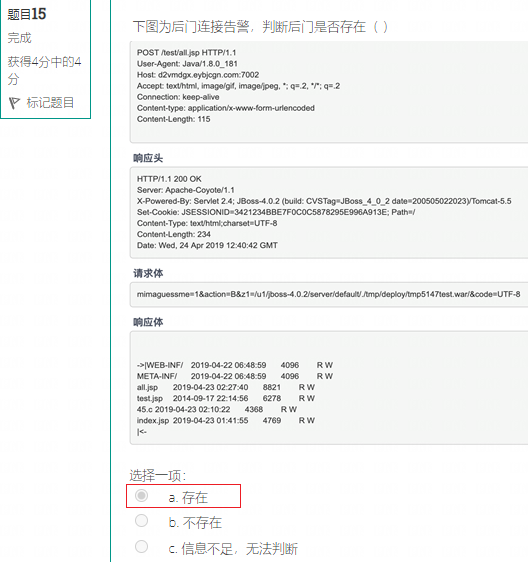 题目15
完成
获得4分中的4
分
标记题目
下图为后门连接告警，判断后门是否存在（ ）
POST /test/all.jsp HTTP/1.1
User-Agent: Java/1.8.0_181
Host: d2vmdgx.eybjcgn.com:7002
Accept: text/html, image/gif, image/jpeg, *; q=.2, */*; q=.2
Connection: keep-alive
Content-type: application/x-www-form-urlencoded
Content-Length: 115
响应头
HTTP/1.1 200 OK
Server: Apache-Coyote/1.1
X-Powered-By: Servlet 2.4; JBoss-4.0.2 (build: CVSTag=JBoss_4_0_2 date=200505022023)/Tomcat-5.5
Set-Cookie: JSESSIONID=3421234BBE7F0C0C5878295E996A913E; Path=/
Content-Type: text/html;charset=UTF-8
Content-Length: 234
Date: Wed, 24 Apr 2019 12:40:42 GMT
请求体
mimaguessme=1&action=B&z1=/u1/jboss-4.0.2/server/default/./tmp/deploy/tmp5147test.war/&code=UTF-8
响应体
->|WEB-INF/ 2019-04-22 06:48:59 4096 R W
META-INF/ 2019-04-22 06:48:59 4096 R W
all.jsp 2019-04-23 02:27:40 8821 R W
test.jsp 2014-09-17 22:14:56 6278 R W
45.c 2019-04-23 02:10:22 4368 R W
index.jsp 2019-04-23 01:41:55 4769 R W
|<-
选择一项：
a. 存在
b. 不存在
c. 信息不足，无法判断